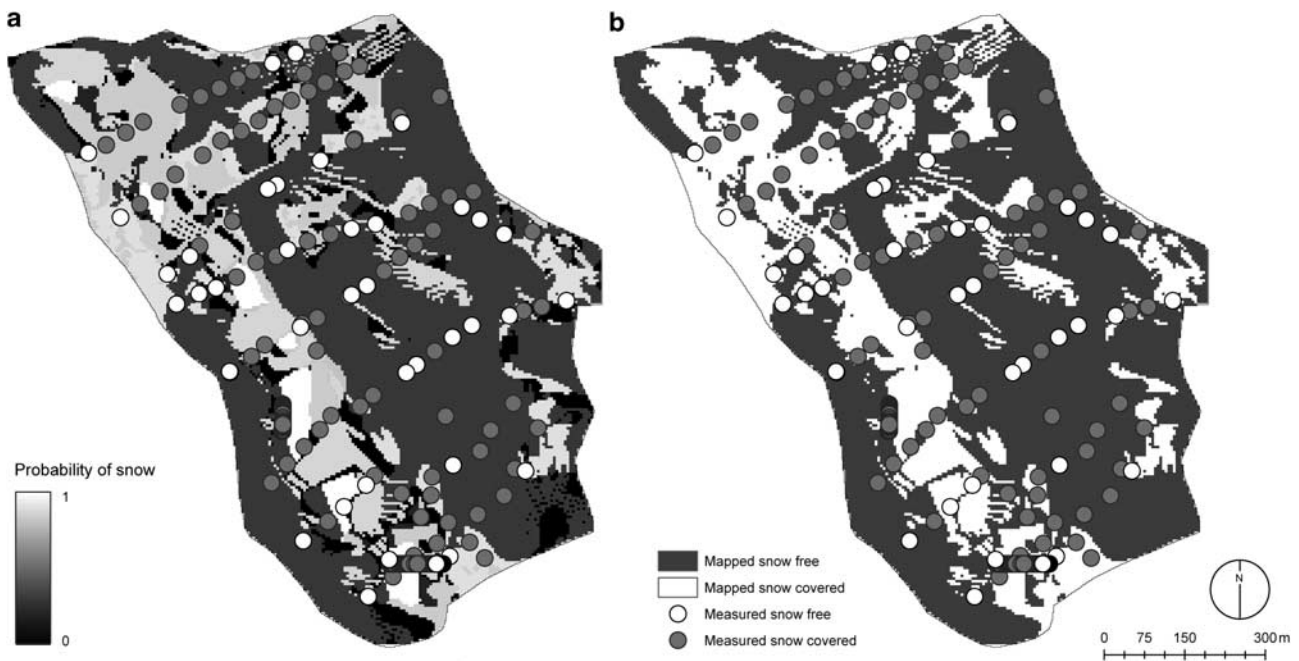 a
b
Probability of snow
1
0
Mapped snow free
Mapped snow covered
Measured snow free
Measured snow covered
N
0 75 150 300 m